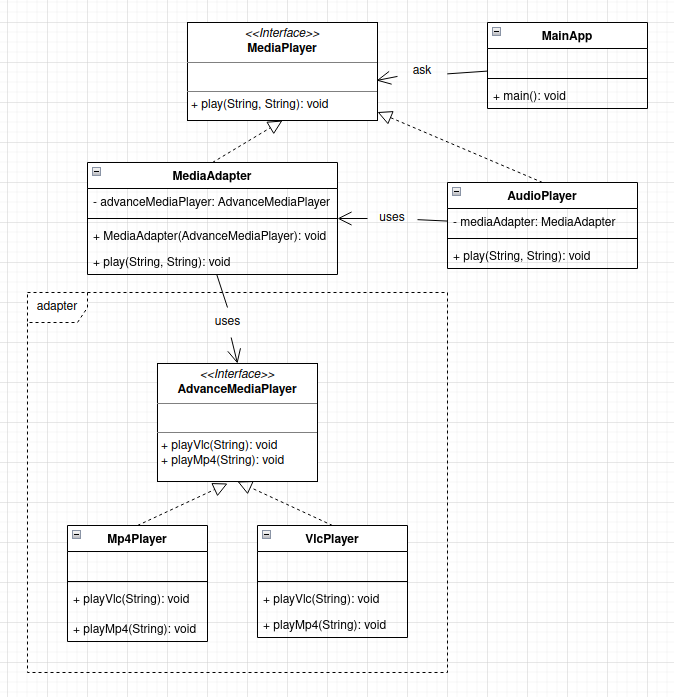 <<Interface>>
MediaPlayer
+ play(String, String): void
MainApp
+ main(): void
ask
MediaAdapter
- advanceMediaPlayer: AdvanceMediaPlayer
+ MediaAdapter(AdvanceMediaPlayer): void
+ play(String, String): void
uses
AudioPlayer
- mediaAdapter: MediaAdapter
+ play(String, String): void
adapter
uses
<<Interface>>
AdvanceMediaPlayer
+ playVlc(String): void
+ playMp4(String): void
Mp4Player
+ playVlc(String): void
+ playMp4(String): void
VlcPlayer
+ playVlc(String): void
+ playMp4(String): void